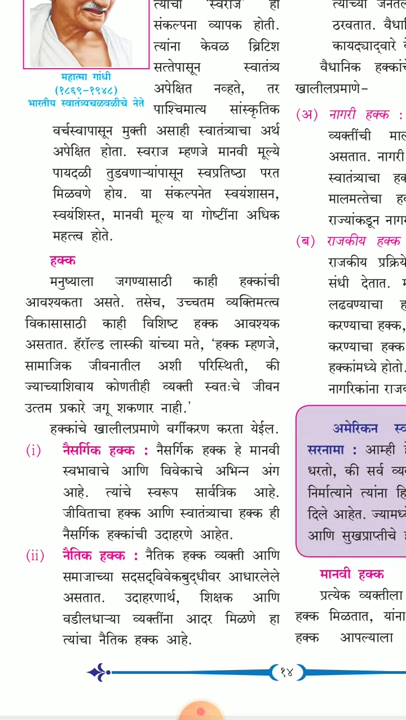 त्यांची 'स्वराज' ही
संकल्पना व्यापक होती.
त्यांना केवळ ब्रिटिश
सत्तेपासून स्वातंत्र्य
अपेक्षित नव्हते, तर
पाश्चिमात्य सांस्कृतिक
महात्मा गांधी
(१८६९-१९४८)
भारतीय स्वातंत्र्यचळवळीचे नेते
वर्चस्वापासून मुक्ती असाही स्वातंत्र्याचा अर्थ
अपेक्षित होता. स्वराज म्हणजे मानवी मूल्ये
पायदळी तुडवणाऱ्यांपासून स्वप्रतिष्ठा परत
मिळवणे होय. या संकल्पनेत स्वयंशासन,
स्वयंशिस्त, मानवी मूल्य या गोष्टींना अधिक
महत्व होते.
हक्क
मनुष्याला जगण्यासाठी काही हक्कांची
आवश्यकता असते. तसेच, उच्चतम व्यक्तिमत्व
विकासासाठी काही विशिष्ट हक्क आवश्यक
असतात. हॅरॉल्ड लास्की यांच्या मते, 'हक्क म्हणजे,
सामाजिक जीवनातील अशी परिस्थिती, की
ज्याच्याशिवाय कोणतीही व्यक्ती स्वतःचे जीवन
उत्तम प्रकारे जगू शकणार नाही.'
हक्कांचे खालीलप्रमाणे वर्गीकरण करता येईल.
(i) नैसर्गिक हक्क : नैसर्गिक हक्क हे मानवी
स्वभावाचे आणि विवेकाचे अभिन्न अंग
आहे. त्यांचे स्वरूप सार्वत्रिक आहे.
जीविताचा हक्क आणि स्वातंत्र्याचा हक्क ही
नैसर्गिक हक्कांची उदाहरणे आहेत.
(ii) नैतिक हक्क : नैतिक हक्क व्यक्ती आणि
समाजाच्या सदसद्विवेकबुद्धीवर आधारलेले
असतात. उदाहरणार्थ, शिक्षक आणि
वडीलधाऱ्या व्यक्तींना आदर मिळणे हा
त्यांचा नैतिक हक्क आहे.
त्यांच्या
ठरवतात.
कायद्याद्वारे
वैधानिक
खालीलप्रमाणे-
(अ) नागरी हक्क :
व्यक्तींची
असतात. नागरी
स्वातंत्र्याचा
मालमत्तेचा
राज्यांकडून
(ब) राजकीय हक्क
राजकीय
संधी देतात.
लढवण्याचा
करण्याचा हक्क,
करण्याचा हक्क
हक्कांमध्ये होतो.
नागरिकांना
अमेरिकन
सरनामा : आम्ही
धरतो, की सर्व
निर्मात्याने त्यांना
दिले आहेत. ज्यामध्ये
आणि सुखप्राप्तीचे
मानवी हक्क
प्रत्येक व्यक्तीला
हक्क मिळतात, यांना
हक्क आपल्याला
१४